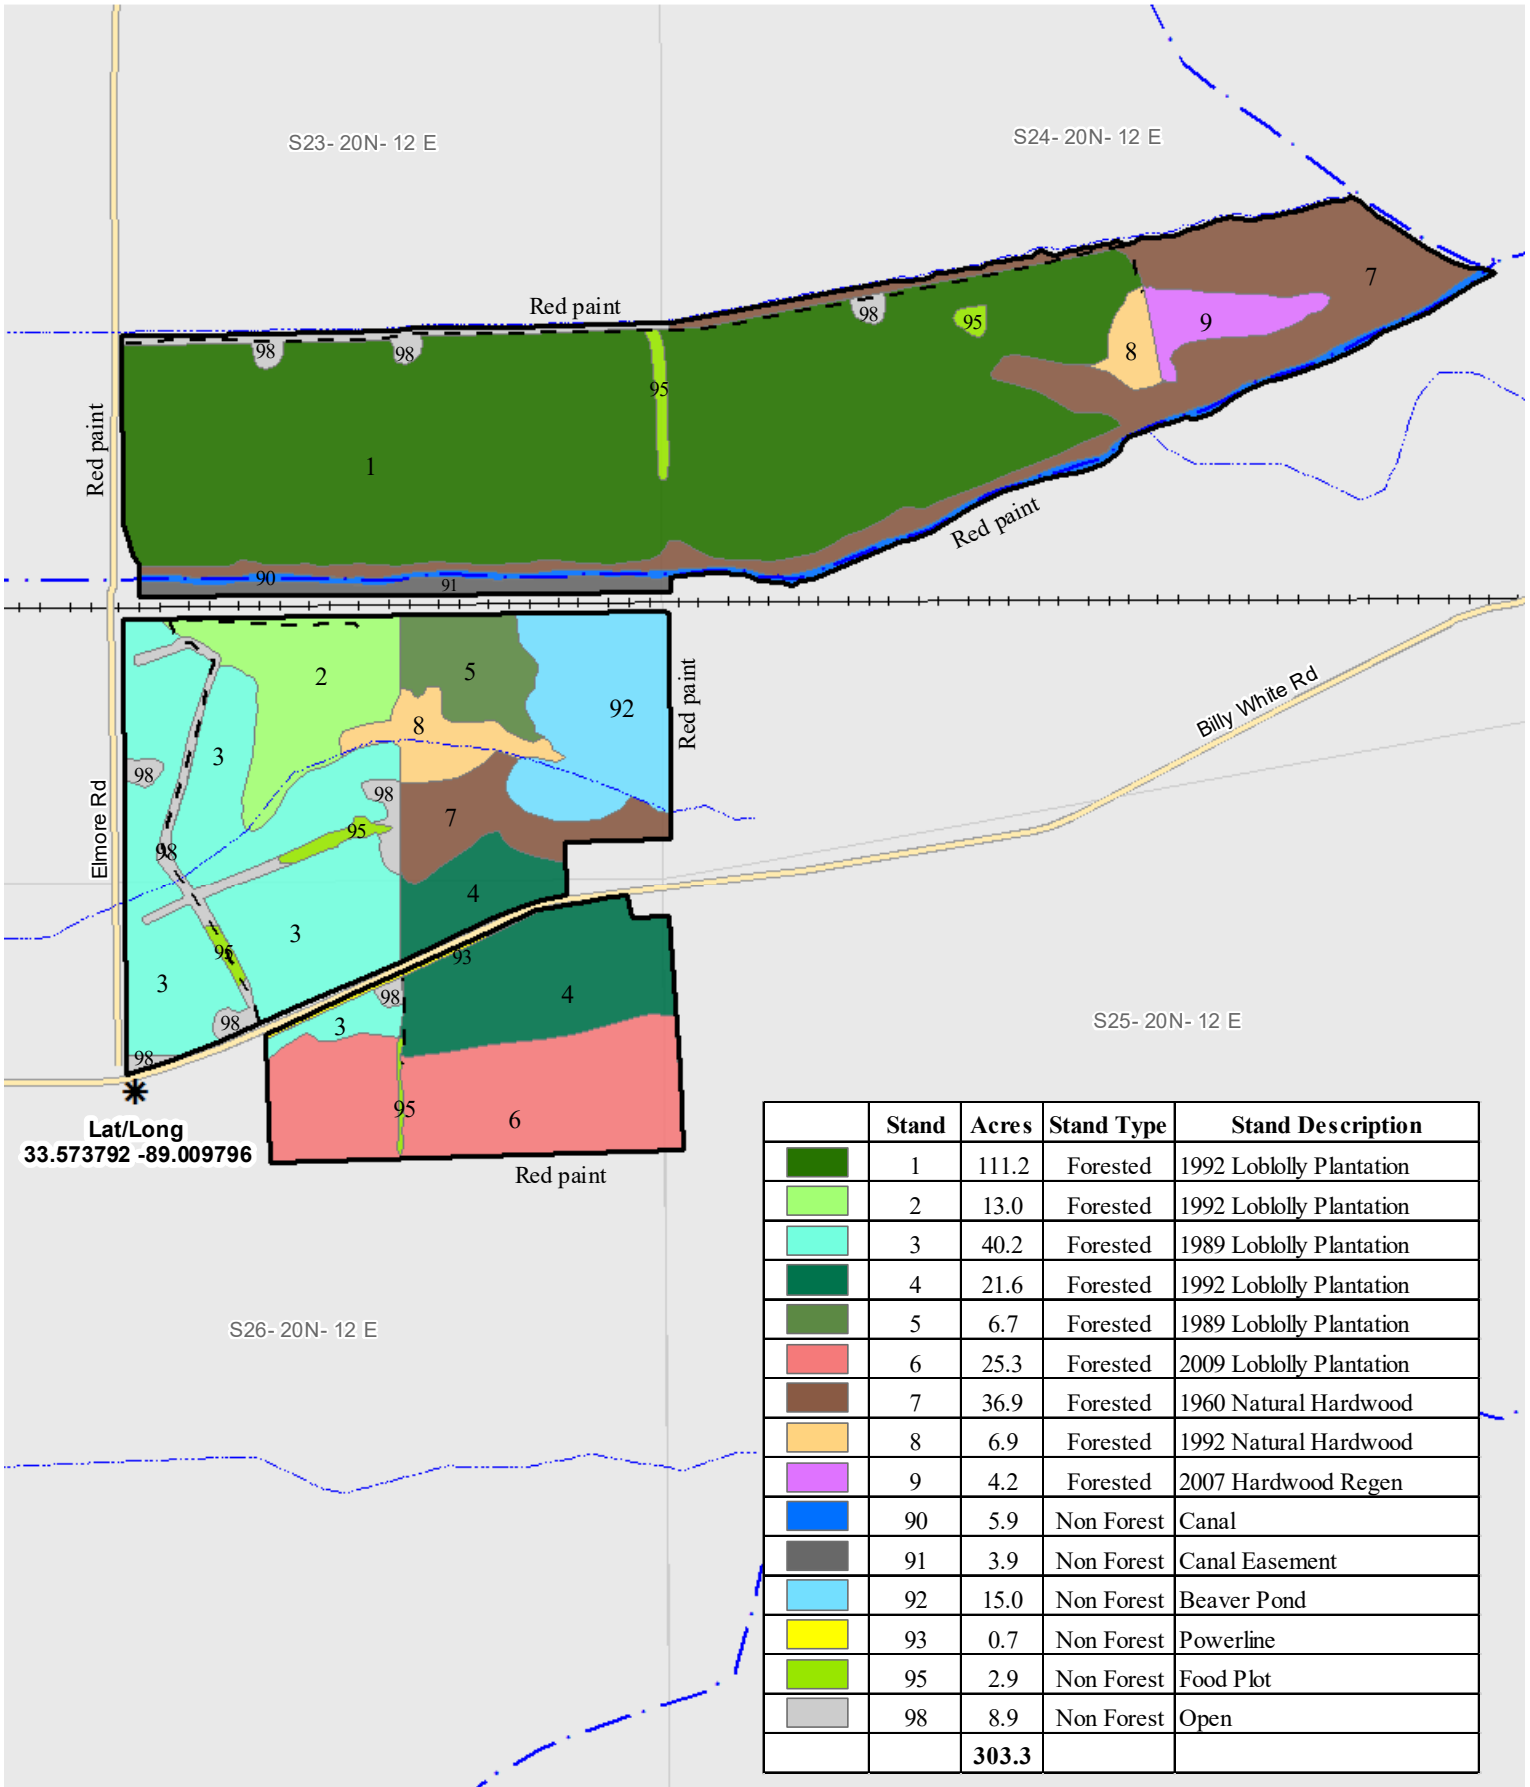 S23- 20N- 12 E
S24- 20N- 12 E
Red paint
7
98
95
9
98
98
8
95
Red paint
1
Red paint
90
91
2
5
92
Red paint
8
3
98
98
7
95
98
Elmore Rd
Billy White Rd
4
3
95
93
3
98
4
98
3
98
S25- 20N- 12 E
95
6
Lat/Long
33.573792 -89.009796
Red paint
S26- 20N- 12 E
Stand Acres Stand Type Stand Description
1 111.2 Forested 1992 Loblolly Plantation
2 13.0 Forested 1992 Loblolly Plantation
3 40.2 Forested 1989 Loblolly Plantation
4 21.6 Forested 1992 Loblolly Plantation
5 6.7 Forested 1989 Loblolly Plantation
6 25.3 Forested 2009 Loblolly Plantation
7 36.9 Forested 1960 Natural Hardwood
8 6.9 Forested 1992 Natural Hardwood
9 4.2 Forested 2007 Hardwood Regen
90 5.9 Non Forest Canal
91 3.9 Non Forest Canal Easement
92 15.0 Non Forest Beaver Pond
93 0.7 Non Forest Powerline
95 2.9 Non Forest Food Plot
98 8.9 Non Forest Open
303.3